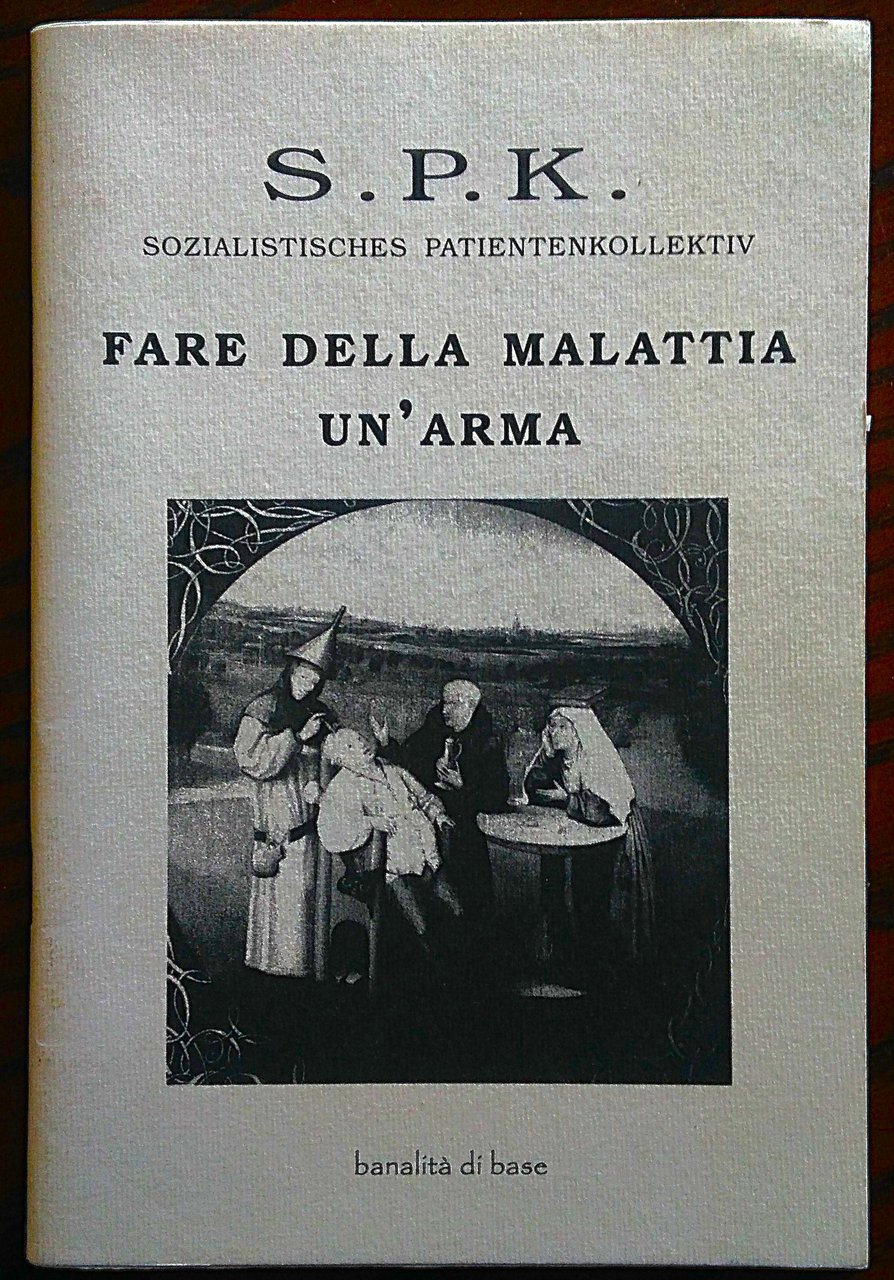 S.P.K.
SOZIALISTISCHES PATIENTENKOLLEKTIV
FARE DELLA MALATTIA
UN'ARMA
banalità di base